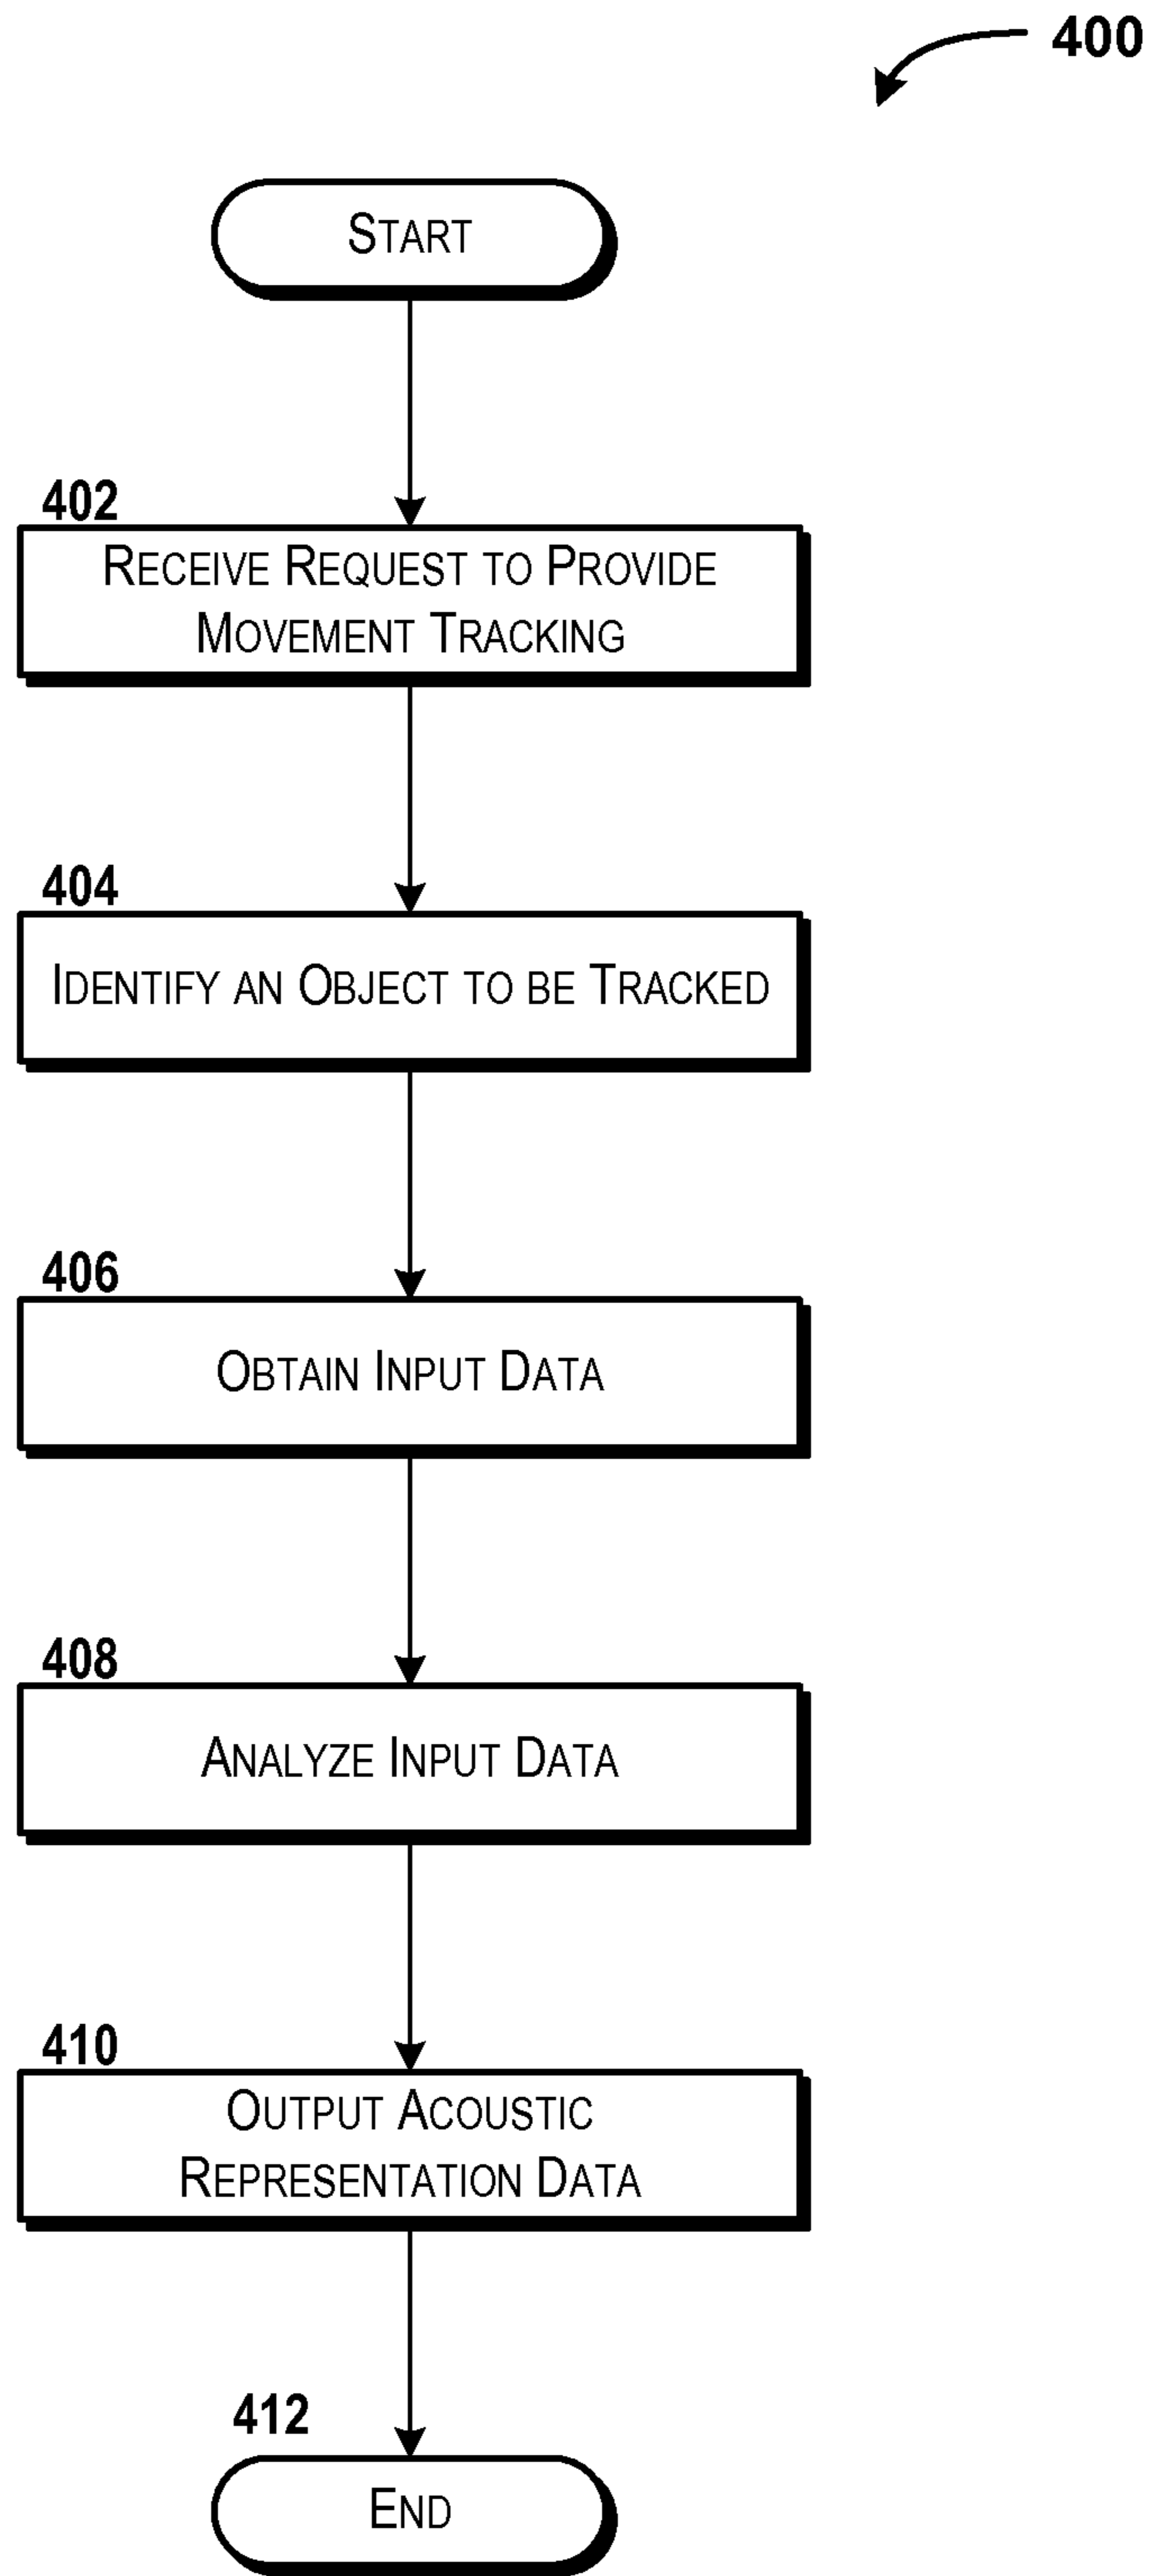 400
START
402
RECEIVE REQUEST TO PROVIDE
MOVEMENT TRACKING
404
IDENTIFY AN OBJECT TO BE TRACKED
406
OBTAIN INPUT DATA
408
ANALYZE INPUT DATA
410
OUTPUT ACOUSTIC
REPRESENTATION DATA
412
END